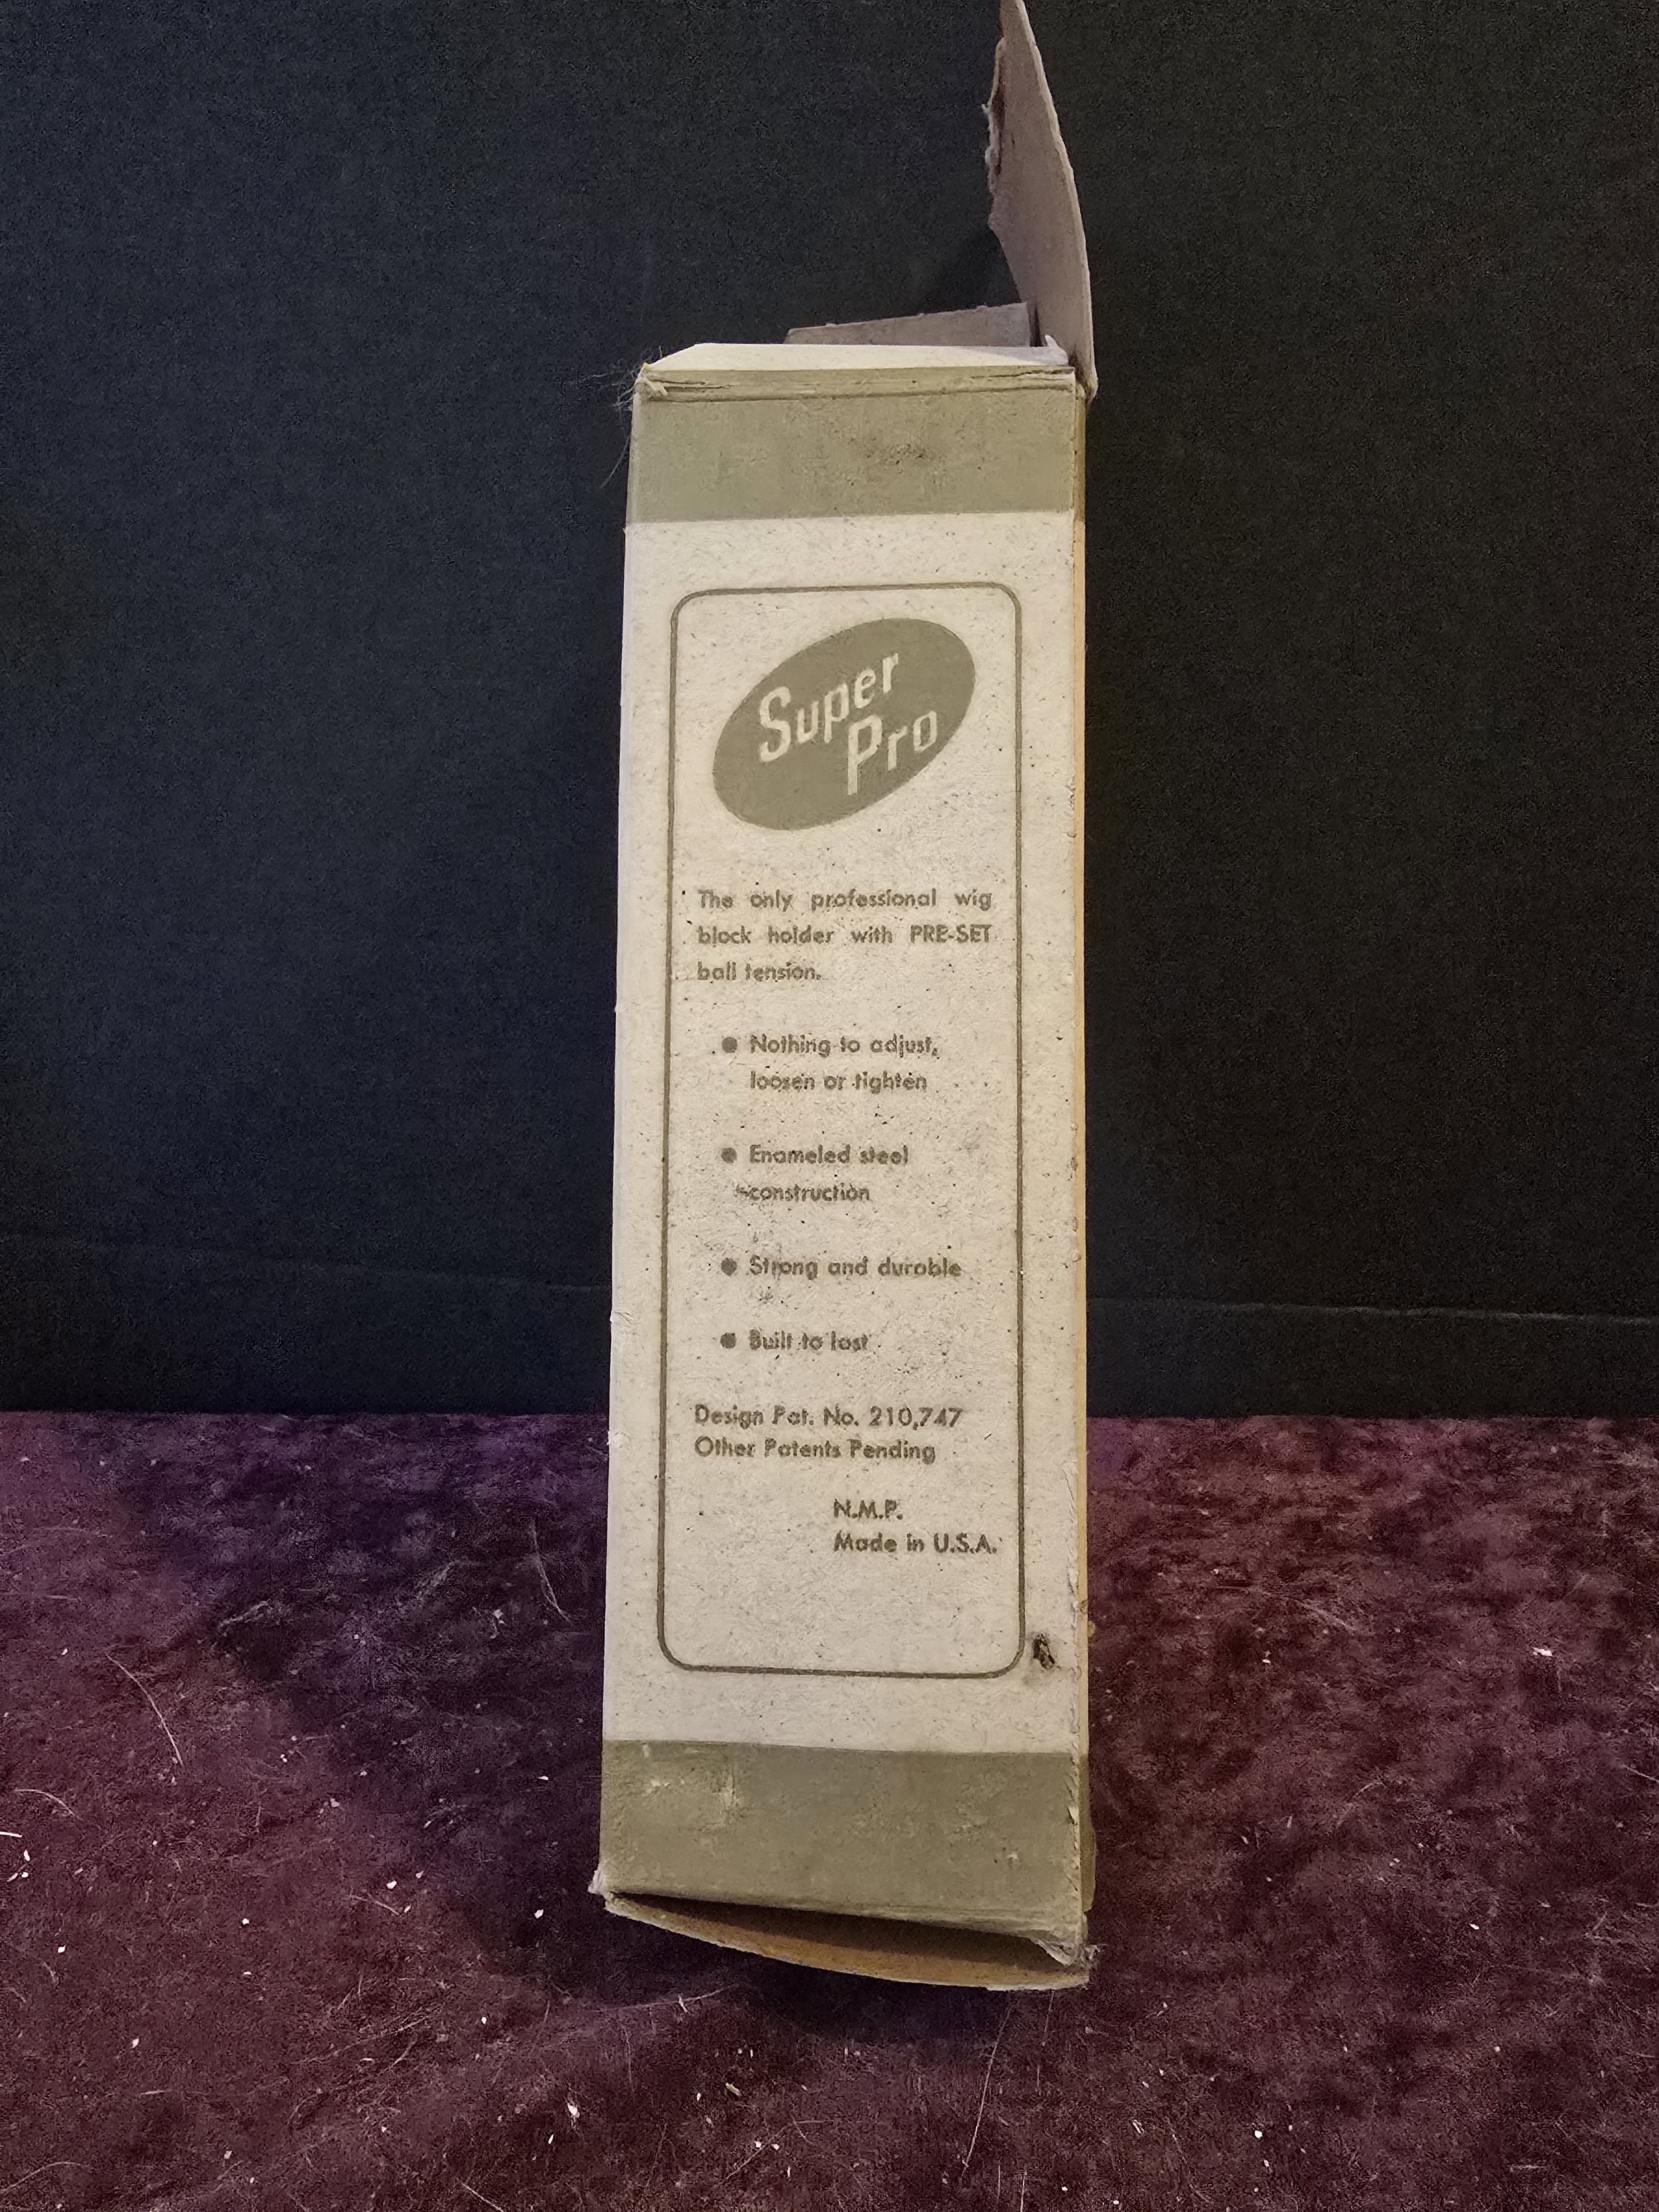 Super
Pro
The only professional wig
block holder with PRE-SET
ball tension.
● Nothing to adjust,
loosen or tighten
● Enameled steel
construction
● Strong and durable
● Built to last
Design Pat. No. 210,747
Other Patents Pending
N.M.P.
Made in U.S.A.